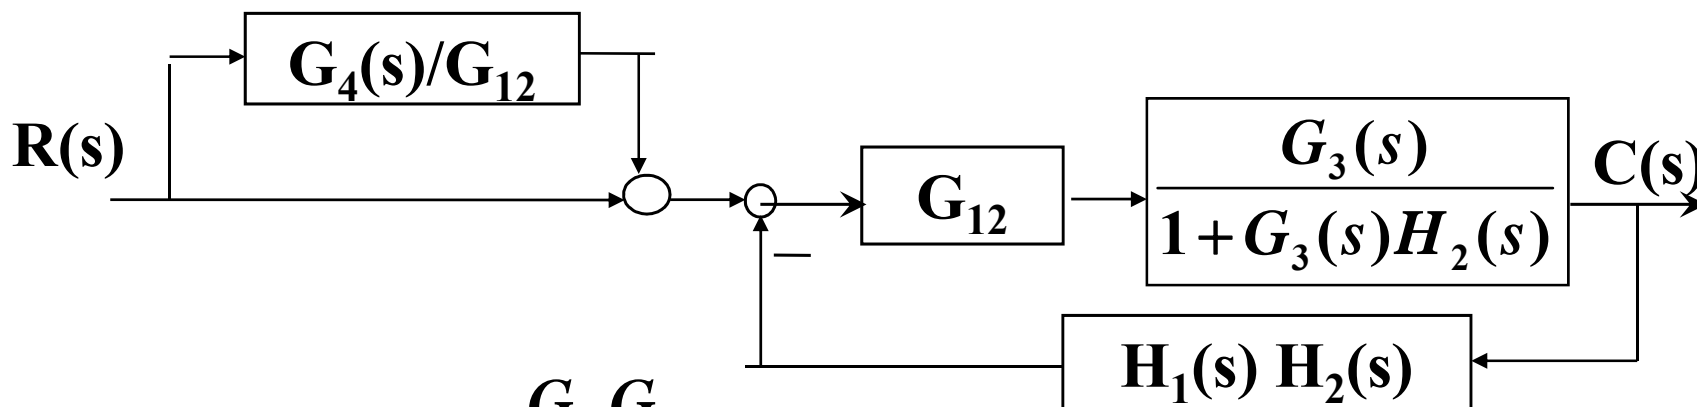 G₄(s)/G₁₂
R(s)
G₃(s)
C(s)
G₁₂
1+G₃(s)H₂(s)
—
H₁(s) H₂(s)
G G